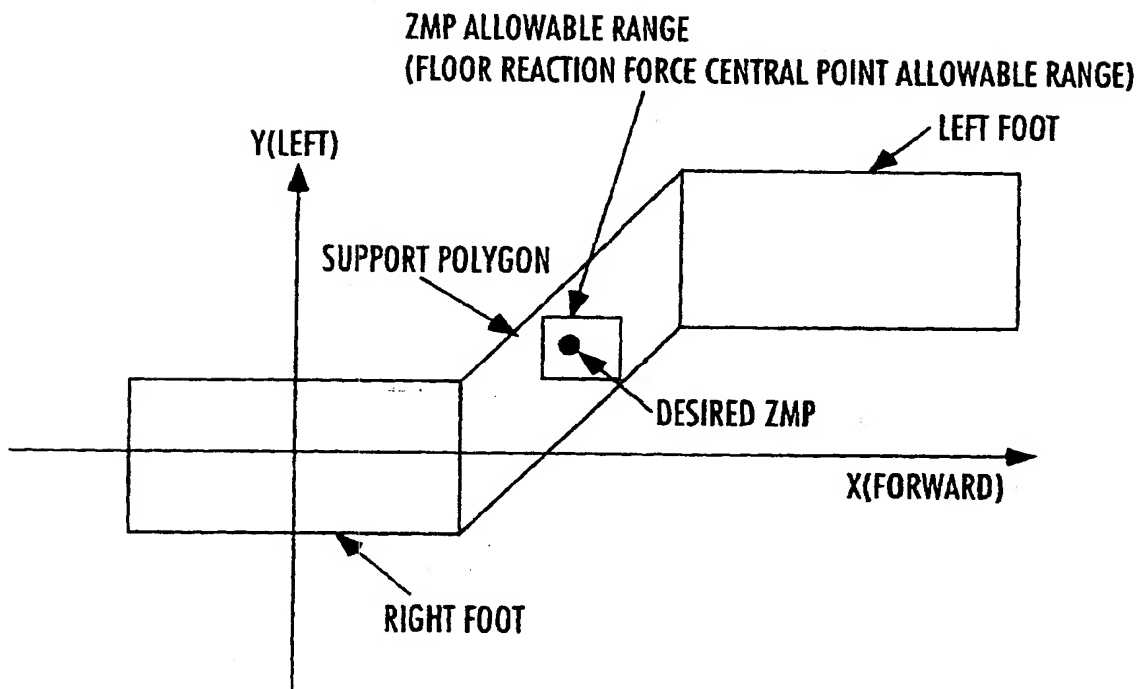 ZMP ALLOWABLE RANGE
(FLOOR REACTION FORCE CENTRAL POINT ALLOWABLE RANGE)
Y(LEFT)
LEFT FOOT
SUPPORT POLYGON
DESIRED ZMP
X(FORWARD)
RIGHT FOOT